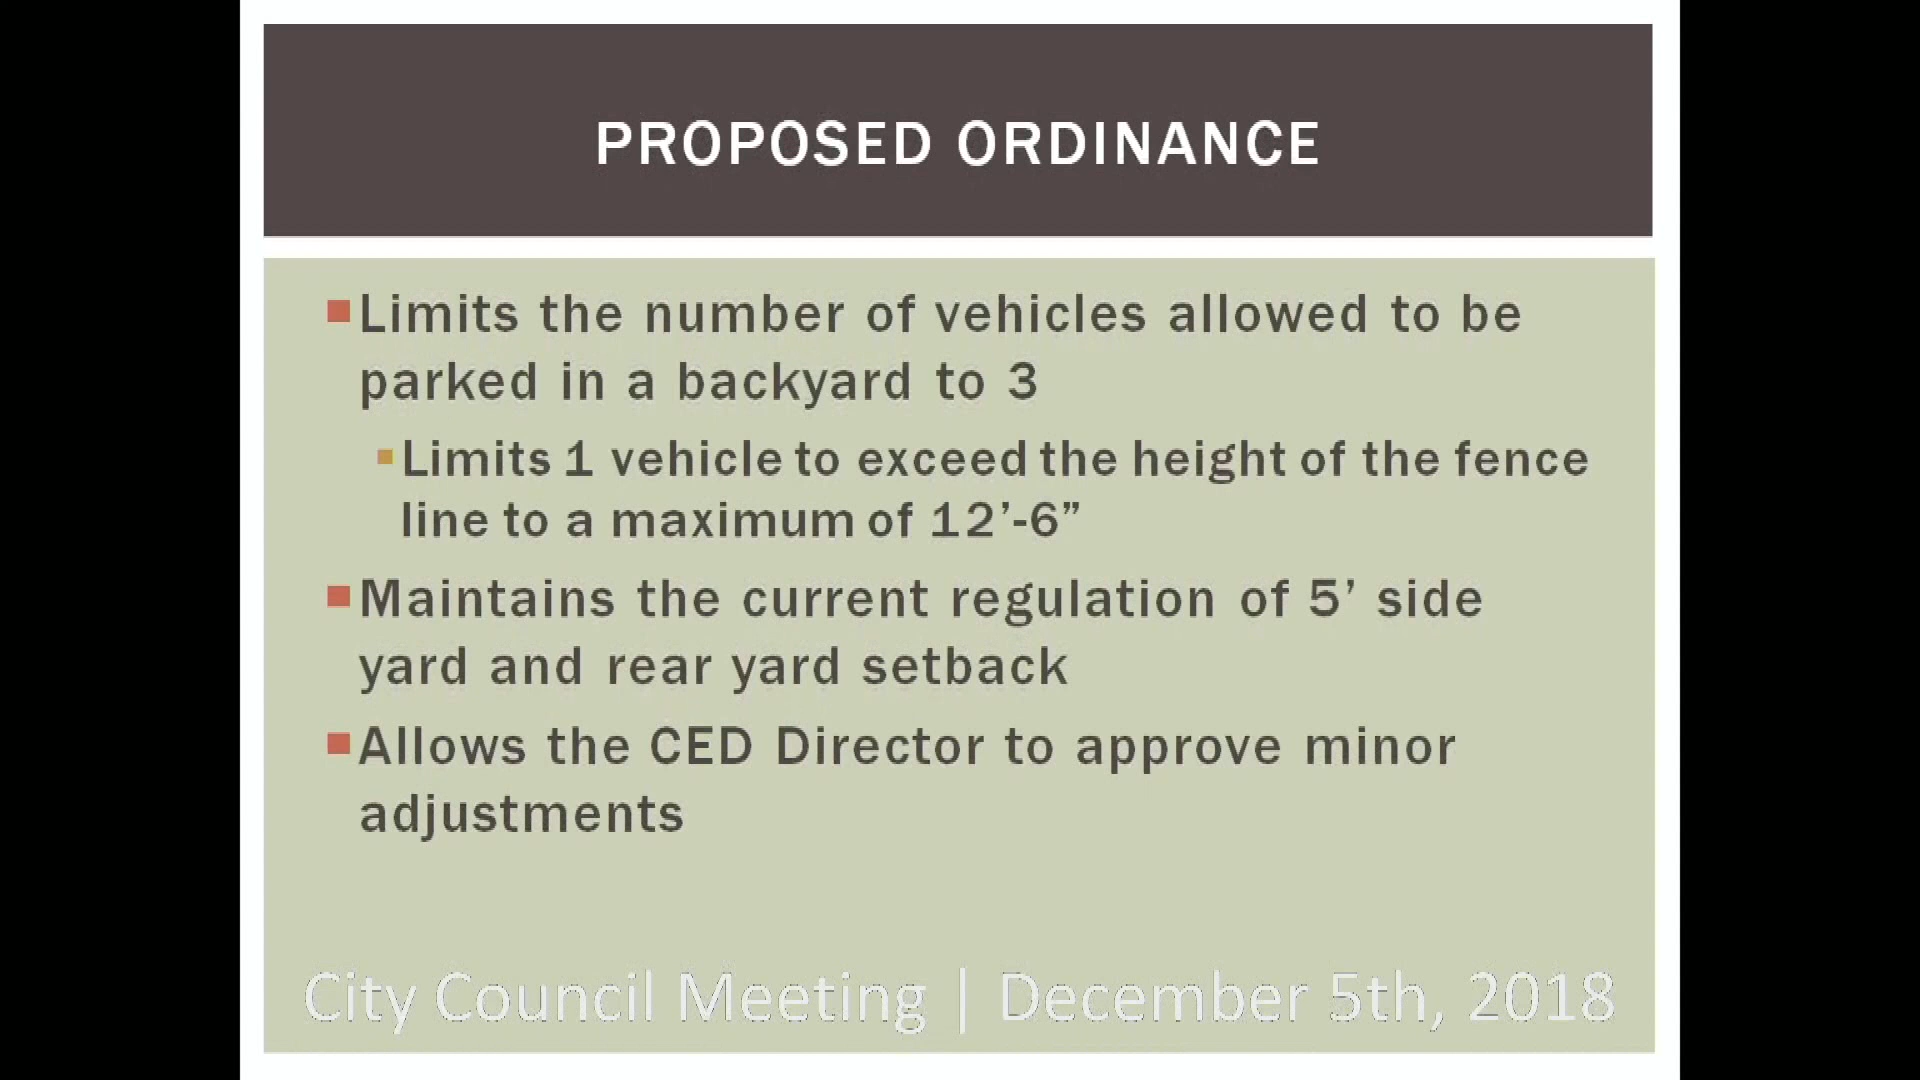 PROPOSED ORDINANCE
Limits the number of vehicles allowed to be
parked in a backyard to 3
Limits 1 vehicle to exceed the height of the fence
line to a maximum of 12’-6”
Maintains the current regulation of 5’ side
yard and rear yard setback
Allows the CED Director to approve minor
adjustments
City Council Meeting | December 5th, 2018